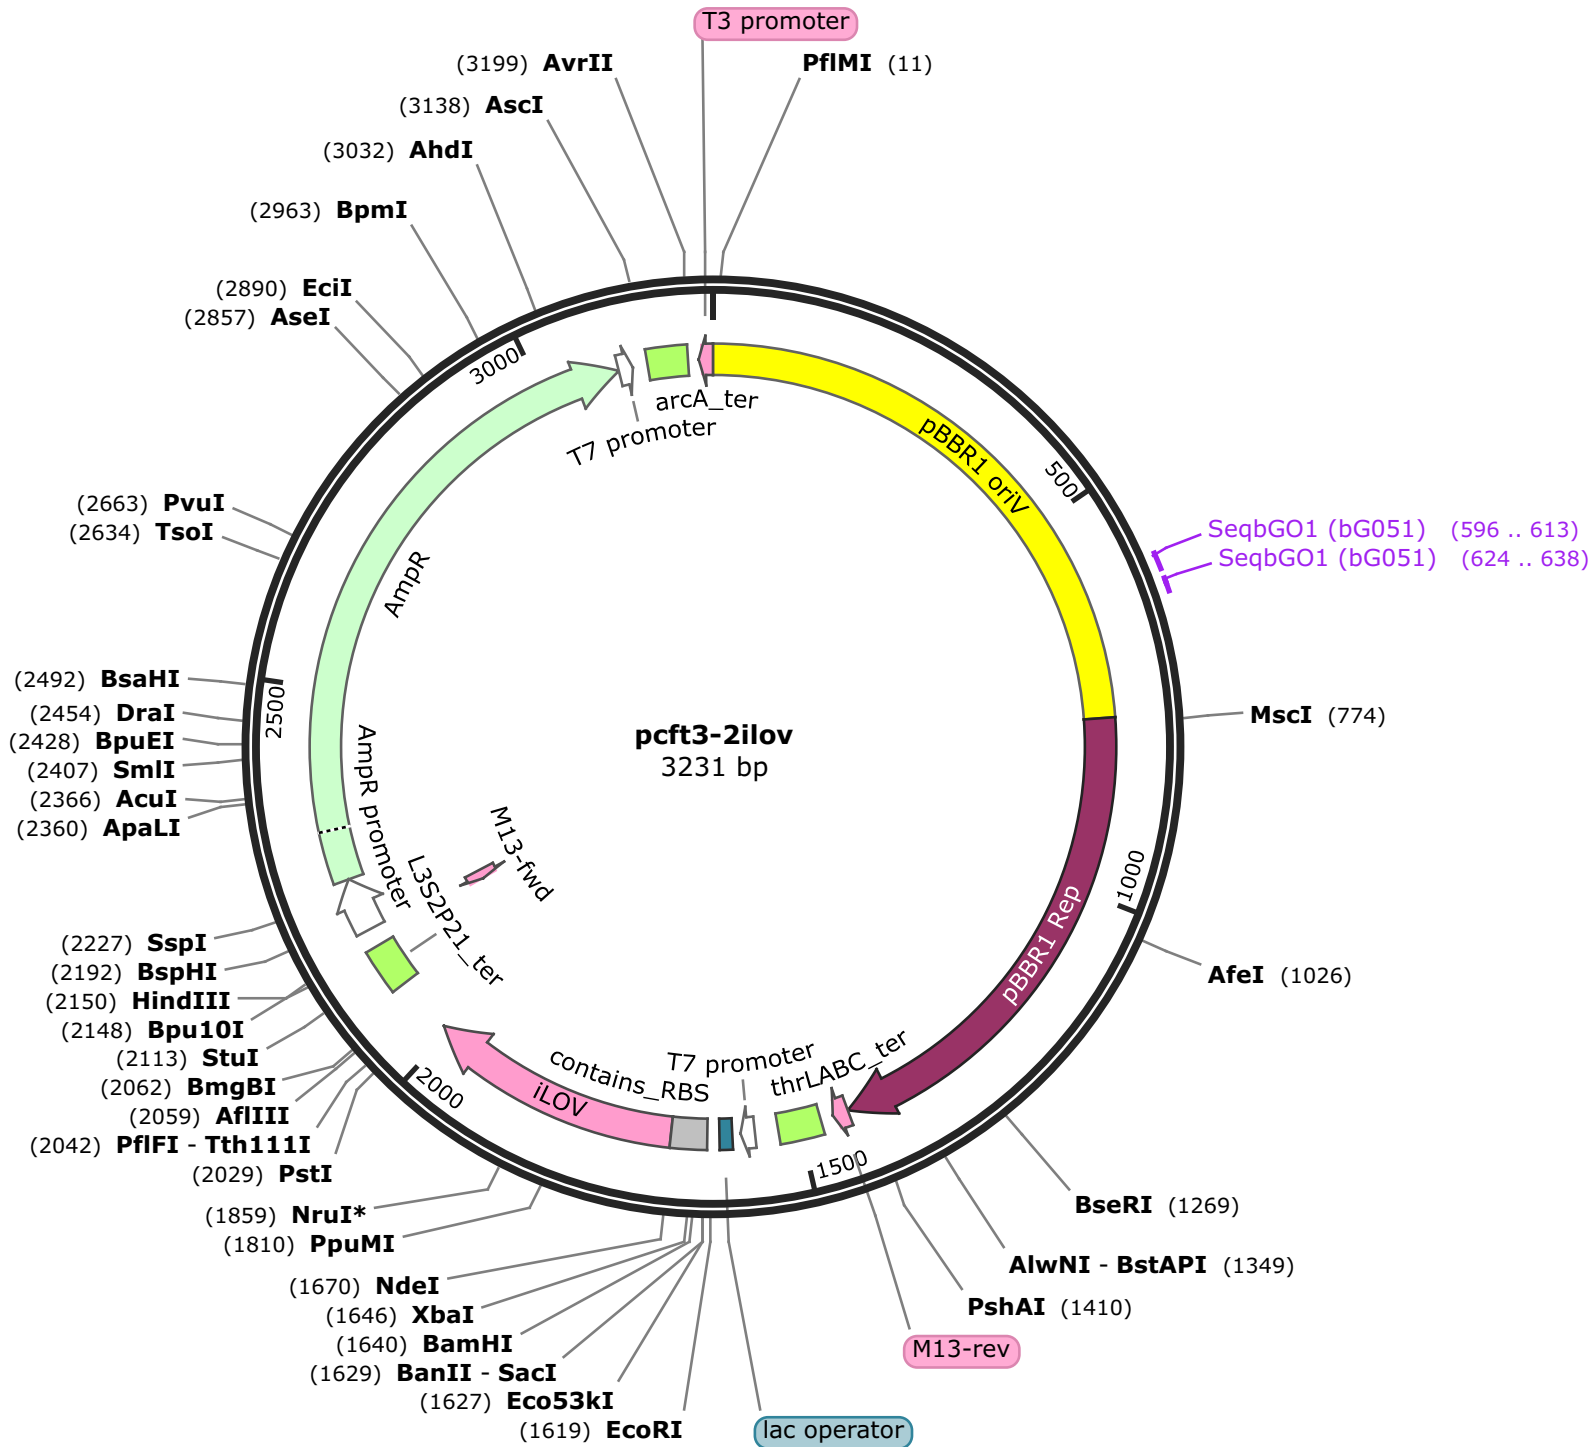 T3 promoter
PflMI (11)
(3199) AvrII
(3138) AscI
(3032) AhdI
(2963) BpmI
(2890) EciI
(2857) AseI
3000
arcA_ter
T7 promoter
pBBR1 oriV
500
SeqbGO1 (bG051) (596 .. 613)
SeqbGO1 (bG051) (624 .. 638)
(2663) PvuI
(2634) TsoI
AmpR
(2492) BsaHI
(2454) DraI
(2428) BpuEI
(2407) SmlI
(2366) AcuI
(2360) ApaLI
2500
MscI (774)
pcft3-2ilov
3231 bp
AmpR promoter
M13-fwd
L3S2P21_ter
1000
pBBR1 Rep
AfeI (1026)
(2227) SspI
(2192) BspHI
(2150) HindIII
(2148) Bpu10I
(2113) StuI
(2062) BmgBI
(2059) AflIII
(2042) PflFI - Tth111I
(2029) PstI
2000
contains_RBS
iLOV
T7 promoter
thrLABC_ter
1500
BseRI (1269)
AlwNI - BstAPI (1349)
PshAI (1410)
M13-rev
(1859) NruI*
(1810) PpuMI
(1670) NdeI
(1646) XbaI
(1640) BamHI
(1629) BanII - SacI
(1627) Eco53kI
(1619) EcoRI
lac operator